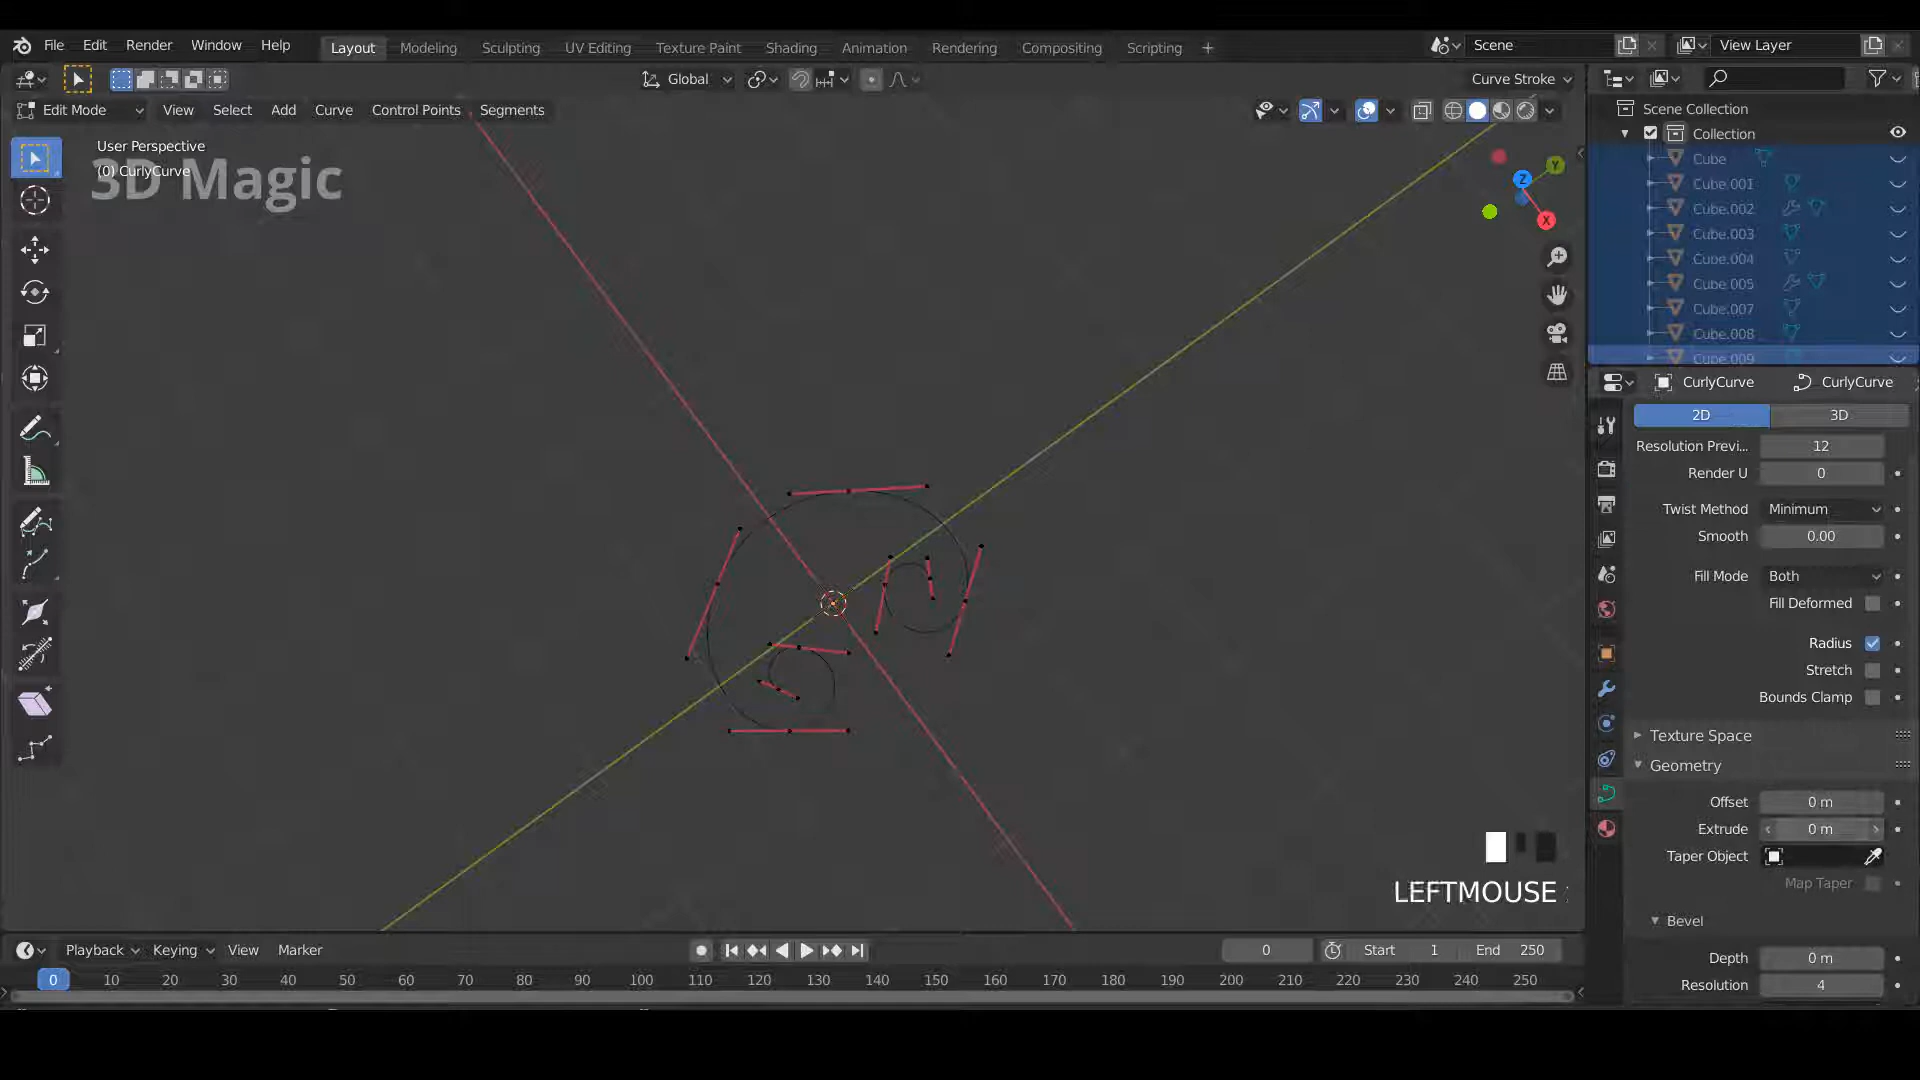 File Edit Render Window Help Layout Modeling Sculpting UV Editing Texture Paint Shading Animation Rendering Compositing Scripting + Scene View Layer
Global Curve Stroke
Edit Mode View Select Add Curve Control Points Segments
User Perspective
(0) CurlyCurve
3D Magic
Z
Y
X
Scene Collection
Collection
Cube
Cube.001
Cube.002
Cube.003
Cube.004
Cube.005
Cube.007
Cube.008
Cube.009
CurlyCurve CurlyCurve
2D 3D
Resolution Previ... 12
Render U 0
Twist Method Minimum
Smooth 0.00
Fill Mode Both
Fill Deformed
Radius
Stretch
Bounds Clamp
Texture Space
Geometry
Offset 0 m
Extrude 0 m
Taper Object
Map Taper
Bevel
Depth 0 m
Resolution 4
LEFTMOUSE
Playback Keying View Marker 0 Start 1 End 250
0 10 20 30 40 50 60 70 80 90 100 110 120 130 140 150 160 170 180 190 200 210 220 230 240 250